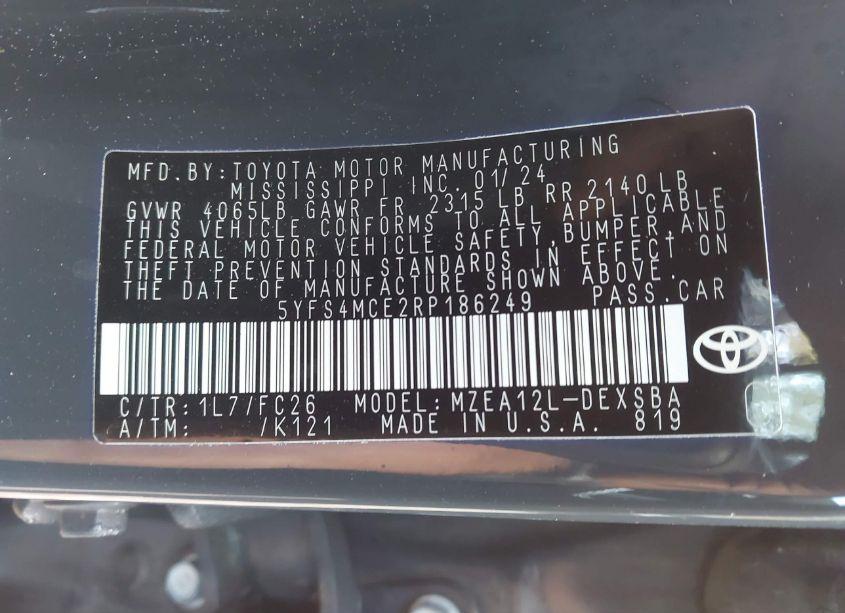 MFD. BY: TOYOTA MOTOR MANUFACTURING
MISSISSIPPI INC. 01/24
GVWR 4065LB GAWR FR 2315 LB RR 2140 LB
THIS VEHICLE CONFORMS TO ALL APPLICABLE
FEDERAL MOTOR VEHICLE SAFETY, BUMPER, AND
THEFT PREVENTION STANDARDS IN EFFECT ON
THE DATE OF MANUFACTURE SHOWN ABOVE.
5YFS4MCE2RP186249 PASS. CAR
C/TR: 1L7/FC26 MODEL: MZEA12L-DEXSBA
A/TM: /K121 MADE IN U.S.A. 819